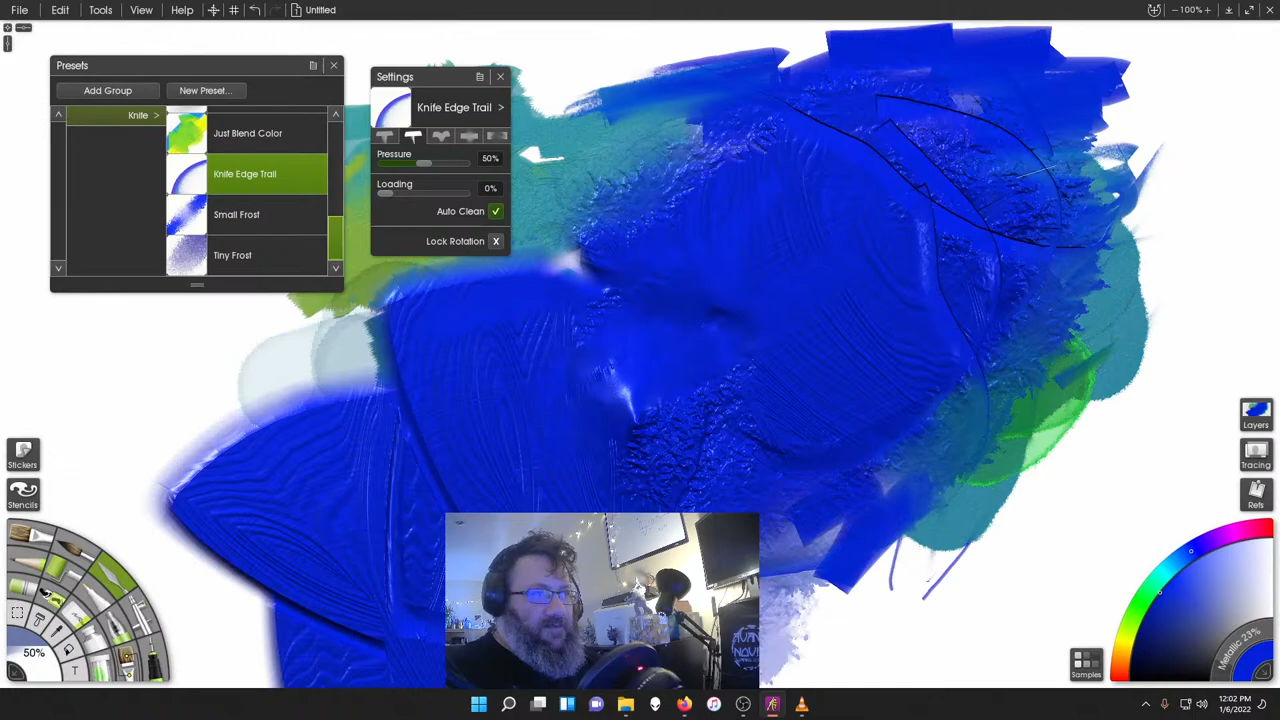 File Edit Tools View Help Untitled − 100% +
Presets
Add Group New Preset...
Knife >
Just Blend Color
Knife Edge Trail
Small Frost
Tiny Frost
Settings
Knife Edge Trail >
Pressure
50%
Loading
0%
Auto Clean
Lock Rotation X
Stickers
Stencils
50%
T
Layers
Tracing
Refs
Metallic 23%
Samples
12:02 PM
1/6/2022